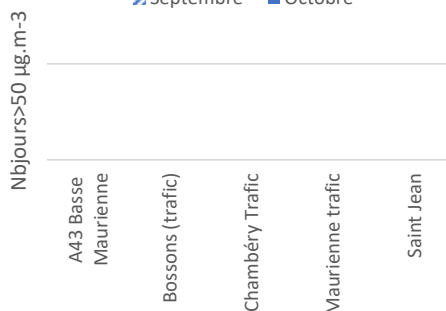 Septembre Octobre
Nbjours>50 µg.m-3
A43 Basse
Maurienne
Bossons (trafic)
Chambéry Trafic
Maurienne trafic
Saint Jean